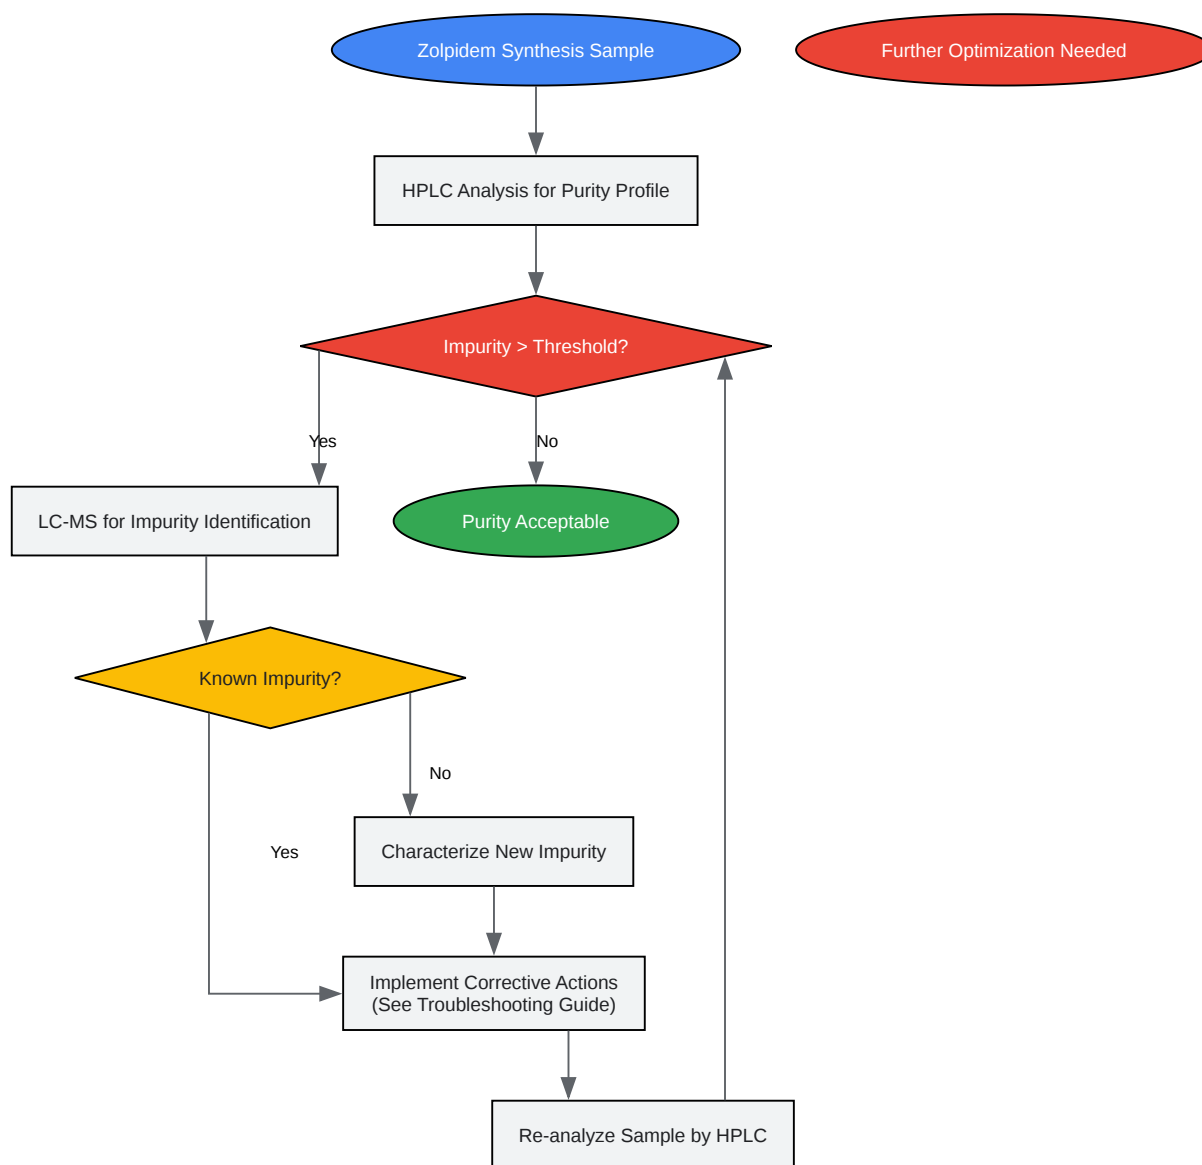 Zolpidem Synthesis Sample
Further Optimization Needed
HPLC Analysis for Purity Profile
Impurity > Threshold?
Yes
No
LC-MS for Impurity Identification
Purity Acceptable
Known Impurity?
No
Yes
Characterize New Impurity
Implement Corrective Actions
(See Troubleshooting Guide)
Re-analyze Sample by HPLC